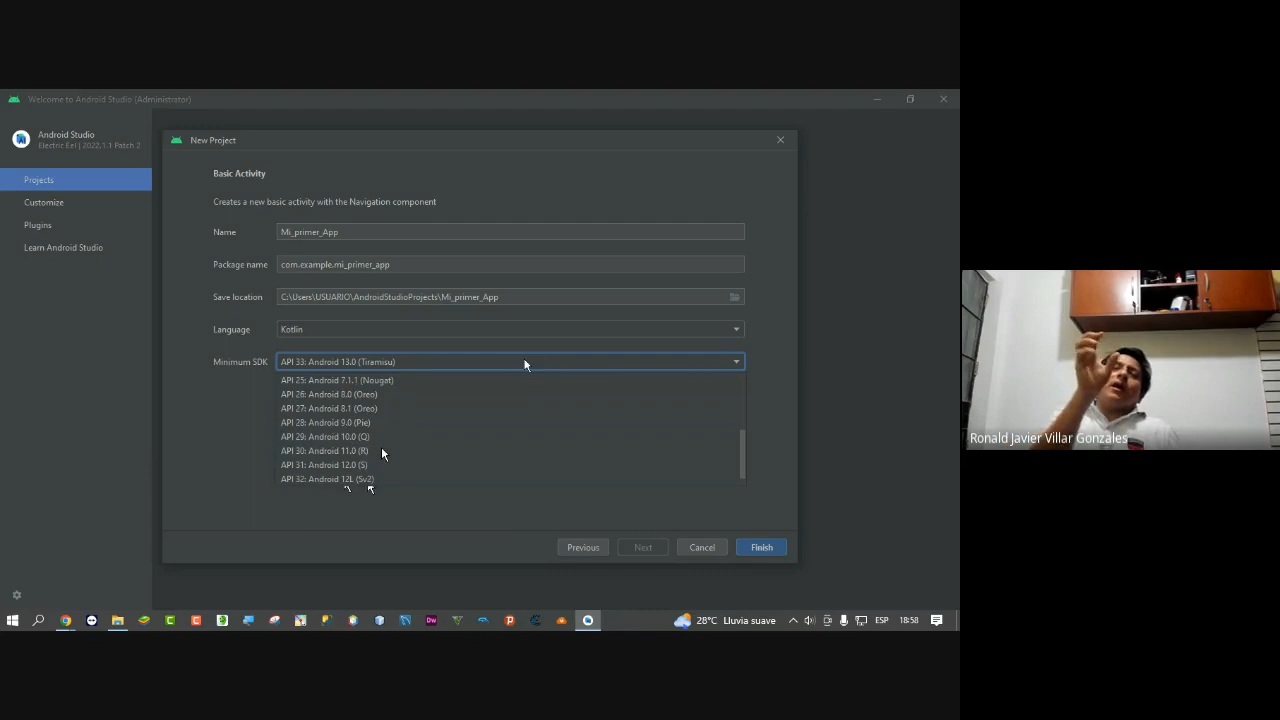 Welcome to Android Studio (Administrator)
Android Studio
Electric Eel | 2022.1.1 Patch 2
Projects
Customize
Plugins
Learn Android Studio
New Project
Basic Activity
Creates a new basic activity with the Navigation component
Name Mi_primer_App
Package name com.example.mi_primer_app
Save location C:\Users\USUARIO\AndroidStudioProjects\Mi_primer_App
Language Kotlin
Minimum SDK API 33: Android 13.0 (Tiramisu)
API 25: Android 7.1.1 (Nougat)
API 26: Android 8.0 (Oreo)
API 27: Android 8.1 (Oreo)
API 28: Android 9.0 (Pie)
API 29: Android 10.0 (Q)
API 30: Android 11.0 (R)
API 31: Android 12.0 (S)
API 32: Android 12L (Sv2)
Previous Next Cancel Finish
28°C Lluvia suave ESP 18:58
Ronald Javier Villar Gonzales